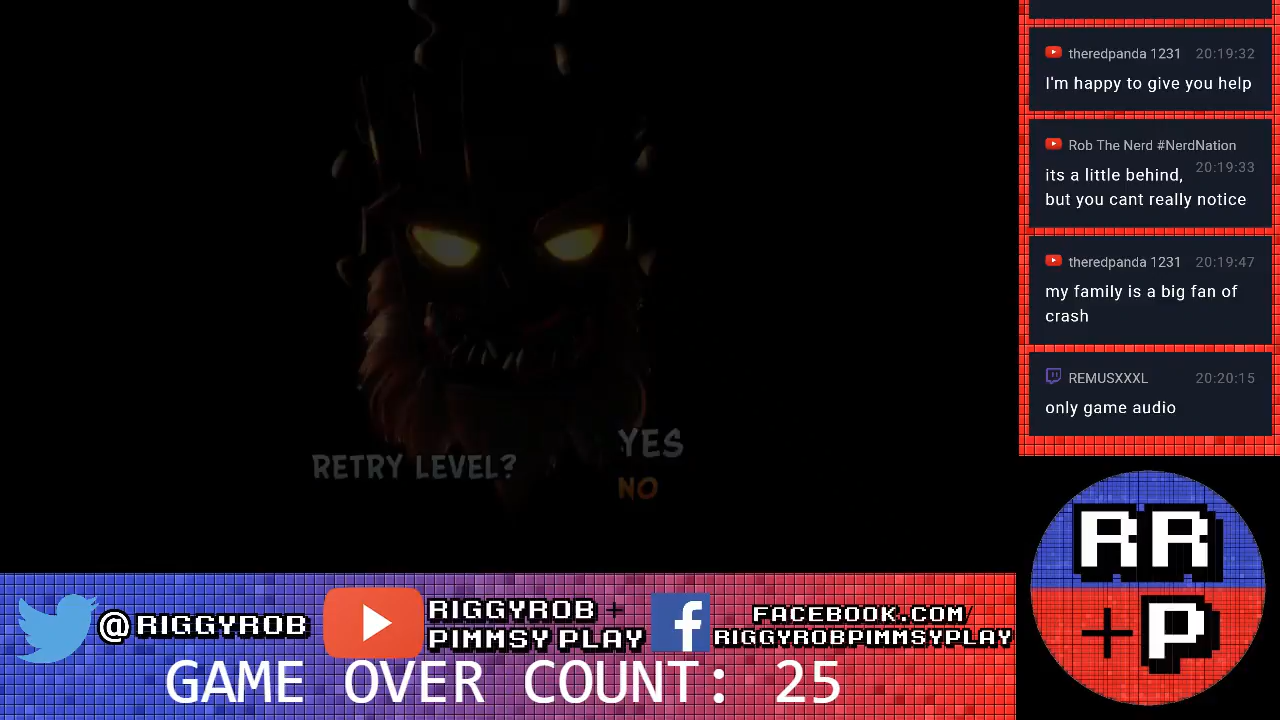 theredpanda 1231 20:19:32
I'm happy to give you help
Rob The Nerd #NerdNation
20:19:33
its a little behind,
but you cant really notice
theredpanda 1231 20:19:47
my family is a big fan of
crash
REMUSXXXL 20:20:15
only game audio
RETRY LEVEL?
YES
NO
RR
+P
@RIGGYROB
RIGGYROB +
PIMMSY PLAY
FACEBOOK.COM/
RIGGYROBPIMMSYPLAY
GAME OVER COUNT: 25